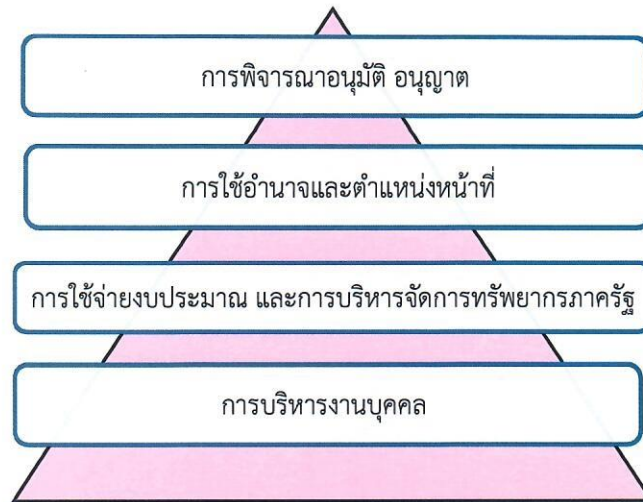 การพิจารณาอนุมัติ อนุญาต
การใช้อำนาจและตำแหน่งหน้าที่
การใช้จ่ายงบประมาณ และการบริหารจัดการทรัพยากรภาครัฐ
การบริหารงานบุคคล